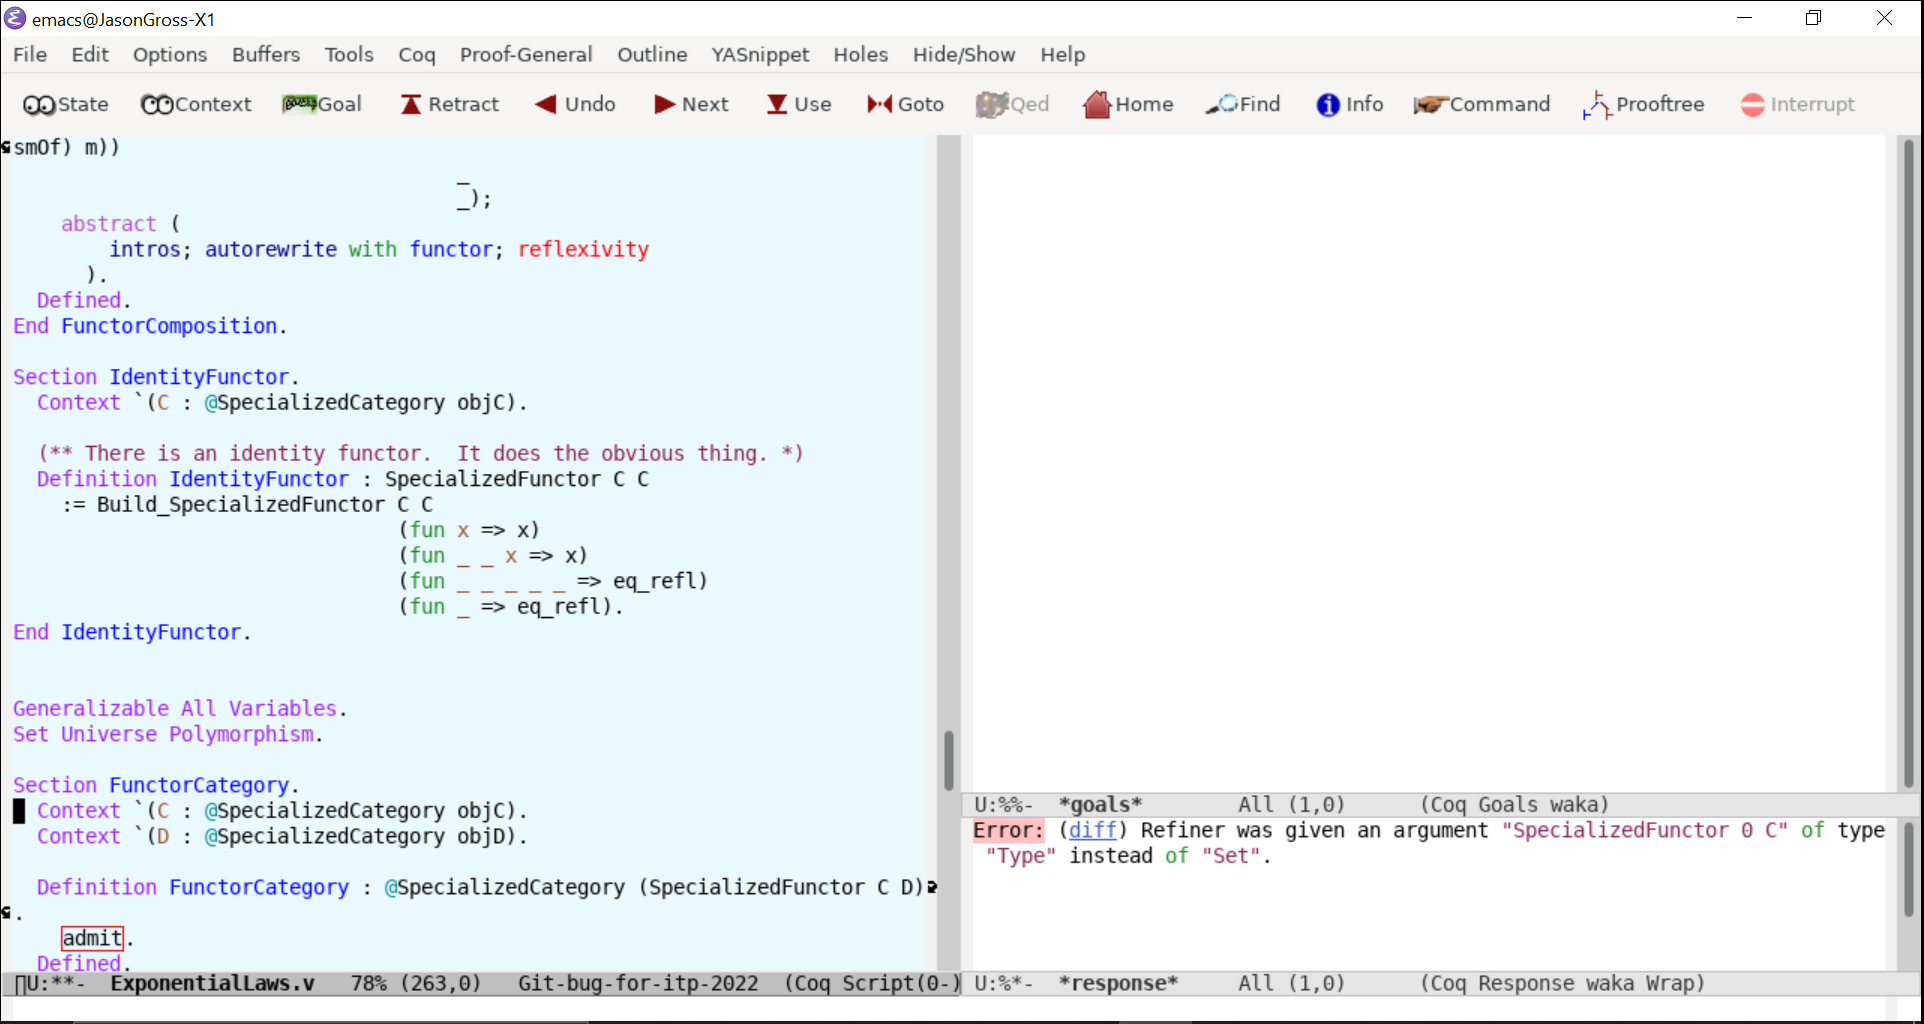 emacs@JasonGross-X1
File Edit Options Buffers Tools Coq Proof-General Outline YASnippet Holes Hide/Show Help
State Context Goal Retract Undo Next Use Goto Qed Home Find Info Command Prooftree Interrupt
smOf) m))
_
_);
abstract (
intros; autorewrite with functor; reflexivity
).
Defined.
End FunctorComposition.
Section IdentityFunctor.
Context `(C : @SpecializedCategory objC).
(** There is an identity functor.  It does the obvious thing. *)
Definition IdentityFunctor : SpecializedFunctor C C
:= Build_SpecializedFunctor C C
(fun x => x)
(fun _ _ x => x)
(fun _ _ _ _ _ => eq_refl)
(fun _ => eq_refl).
End IdentityFunctor.
Generalizable All Variables.
Set Universe Polymorphism.
Section FunctorCategory.
Context `(C : @SpecializedCategory objC).
Context `(D : @SpecializedCategory objD).
Definition FunctorCategory : @SpecializedCategory (SpecializedFunctor C D)
.
admit.
Defined.
U:**-  ExponentialLaws.v   78% (263,0)   Git-bug-for-itp-2022  (Coq Script(0-)
U:%%-  *goals*        All (1,0)      (Coq Goals waka)
Error: (diff) Refiner was given an argument "SpecializedFunctor 0 C" of type
"Type" instead of "Set".
U:%*-  *response*     All (1,0)      (Coq Response waka Wrap)